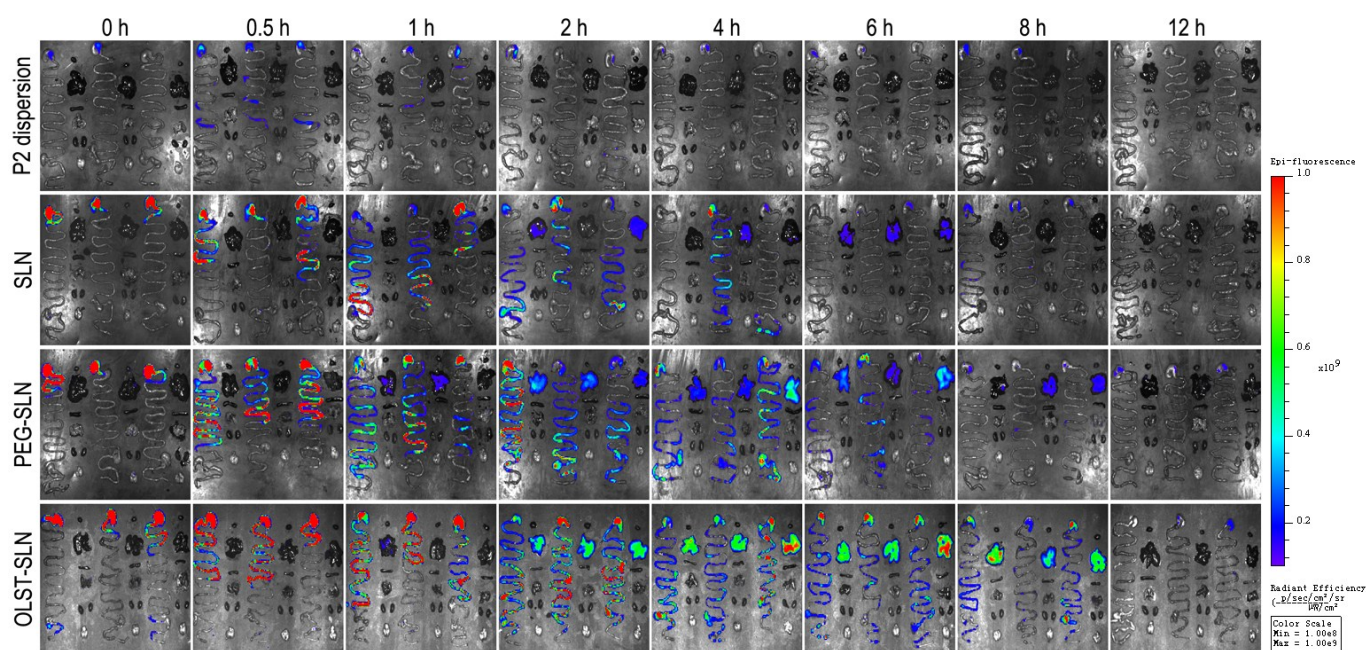 0 h 0.5 h 1 h 2 h 4 h 6 h 8 h 12 h
P2 dispersion
SLN
PEG-SLN
OLST-SLN
Epi-fluorescence
1.0
0.8
0.6
x10⁹
0.4
0.2
Radiant Efficiency
(p/sec/cm²/sr
µW/cm²
Color Scale
Min = 1.00e8
Max = 1.00e9